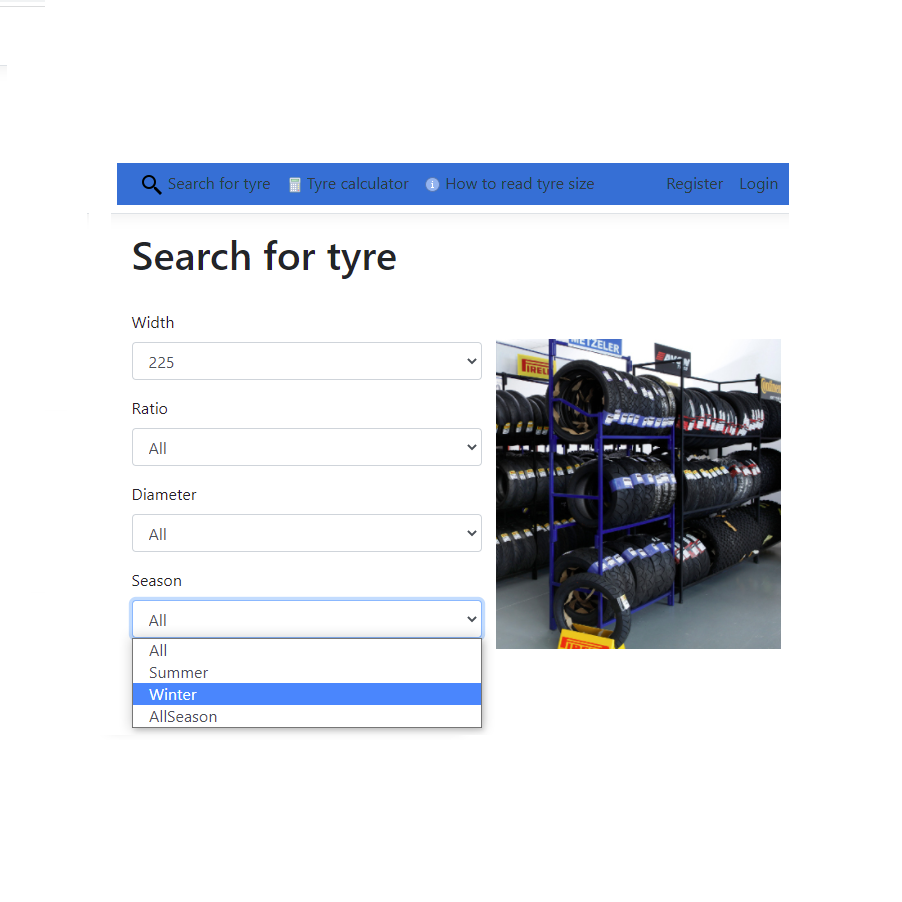 Search for tyre Tyre calculator How to read tyre size Register Login
Search for tyre
Width
225
Ratio
All
Diameter
All
Season
All
All
Summer
Winter
AllSeason
METZELER
AVON
PIRELLI